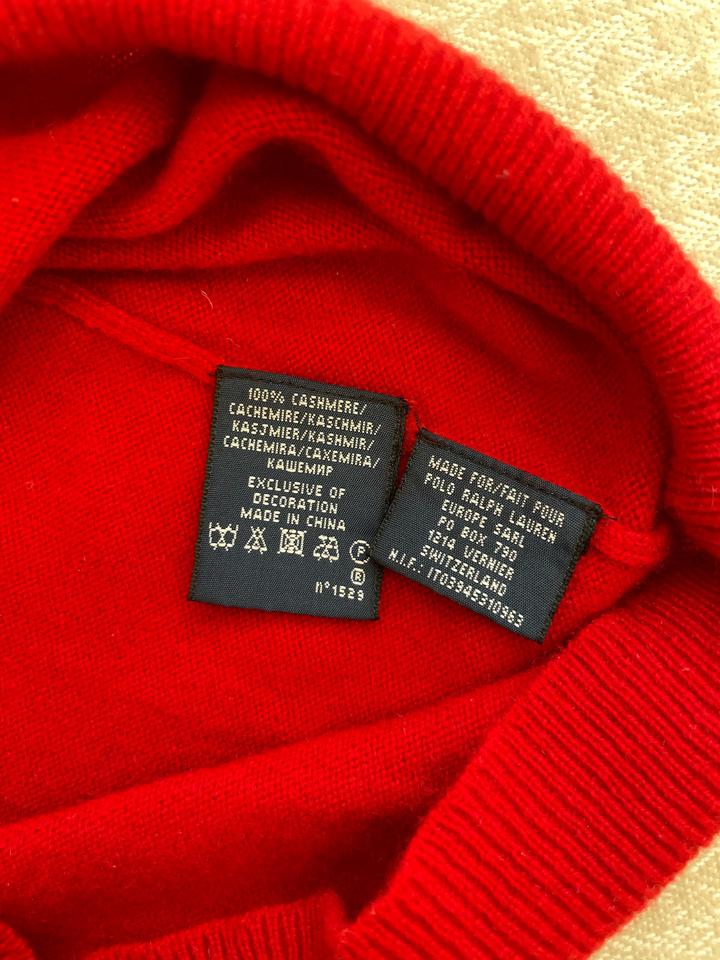 100% CASHMERE/
CACHEMIRE/KASCHMIR/
KASJMIER/KASHMIR/
CACHEMIRA/CAXEMIRA/
КАШЕМИР
EXCLUSIVE OF
DECORATION
MADE IN CHINA
P
®
n°1529
MADE FOR/FAIT POUR
POLO RALPH LAUREN
EUROPE SARL
PO BOX 790
1214 VERNIER
SWITZERLAND
N.I.F.: IT03945310963